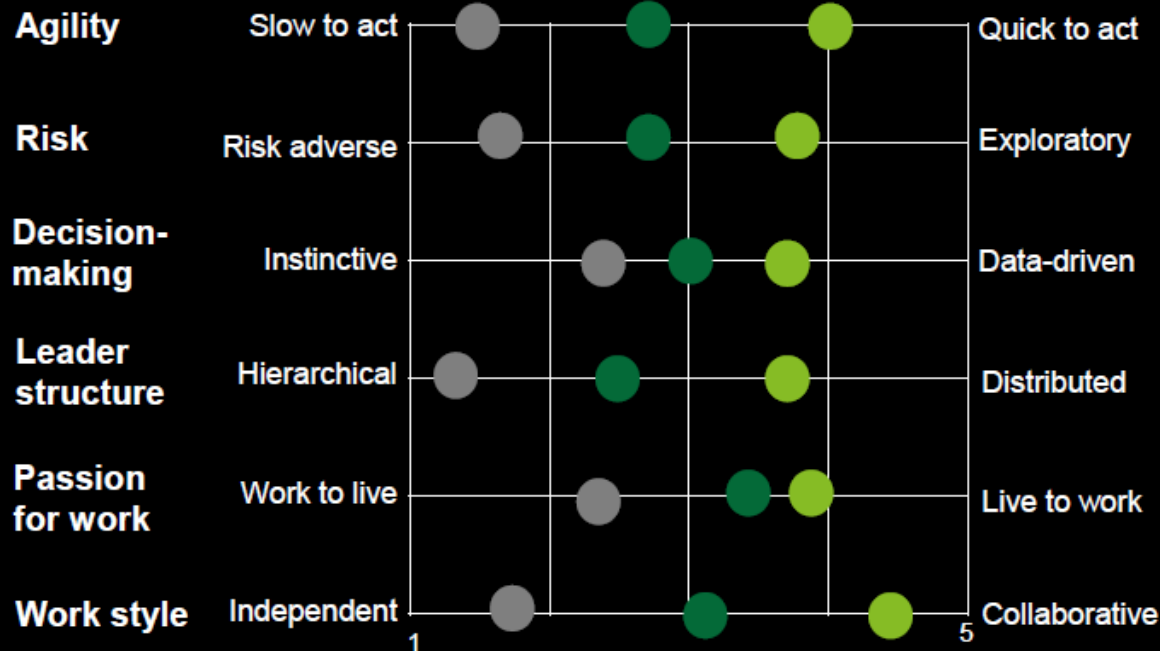 Agility
Slow to act
Quick to act
Risk
Risk adverse
Exploratory
Decision-
making
Instinctive
Data-driven
Leader
structure
Hierarchical
Distributed
Passion
for work
Work to live
Live to work
Work style
Independent
Collaborative
1
5